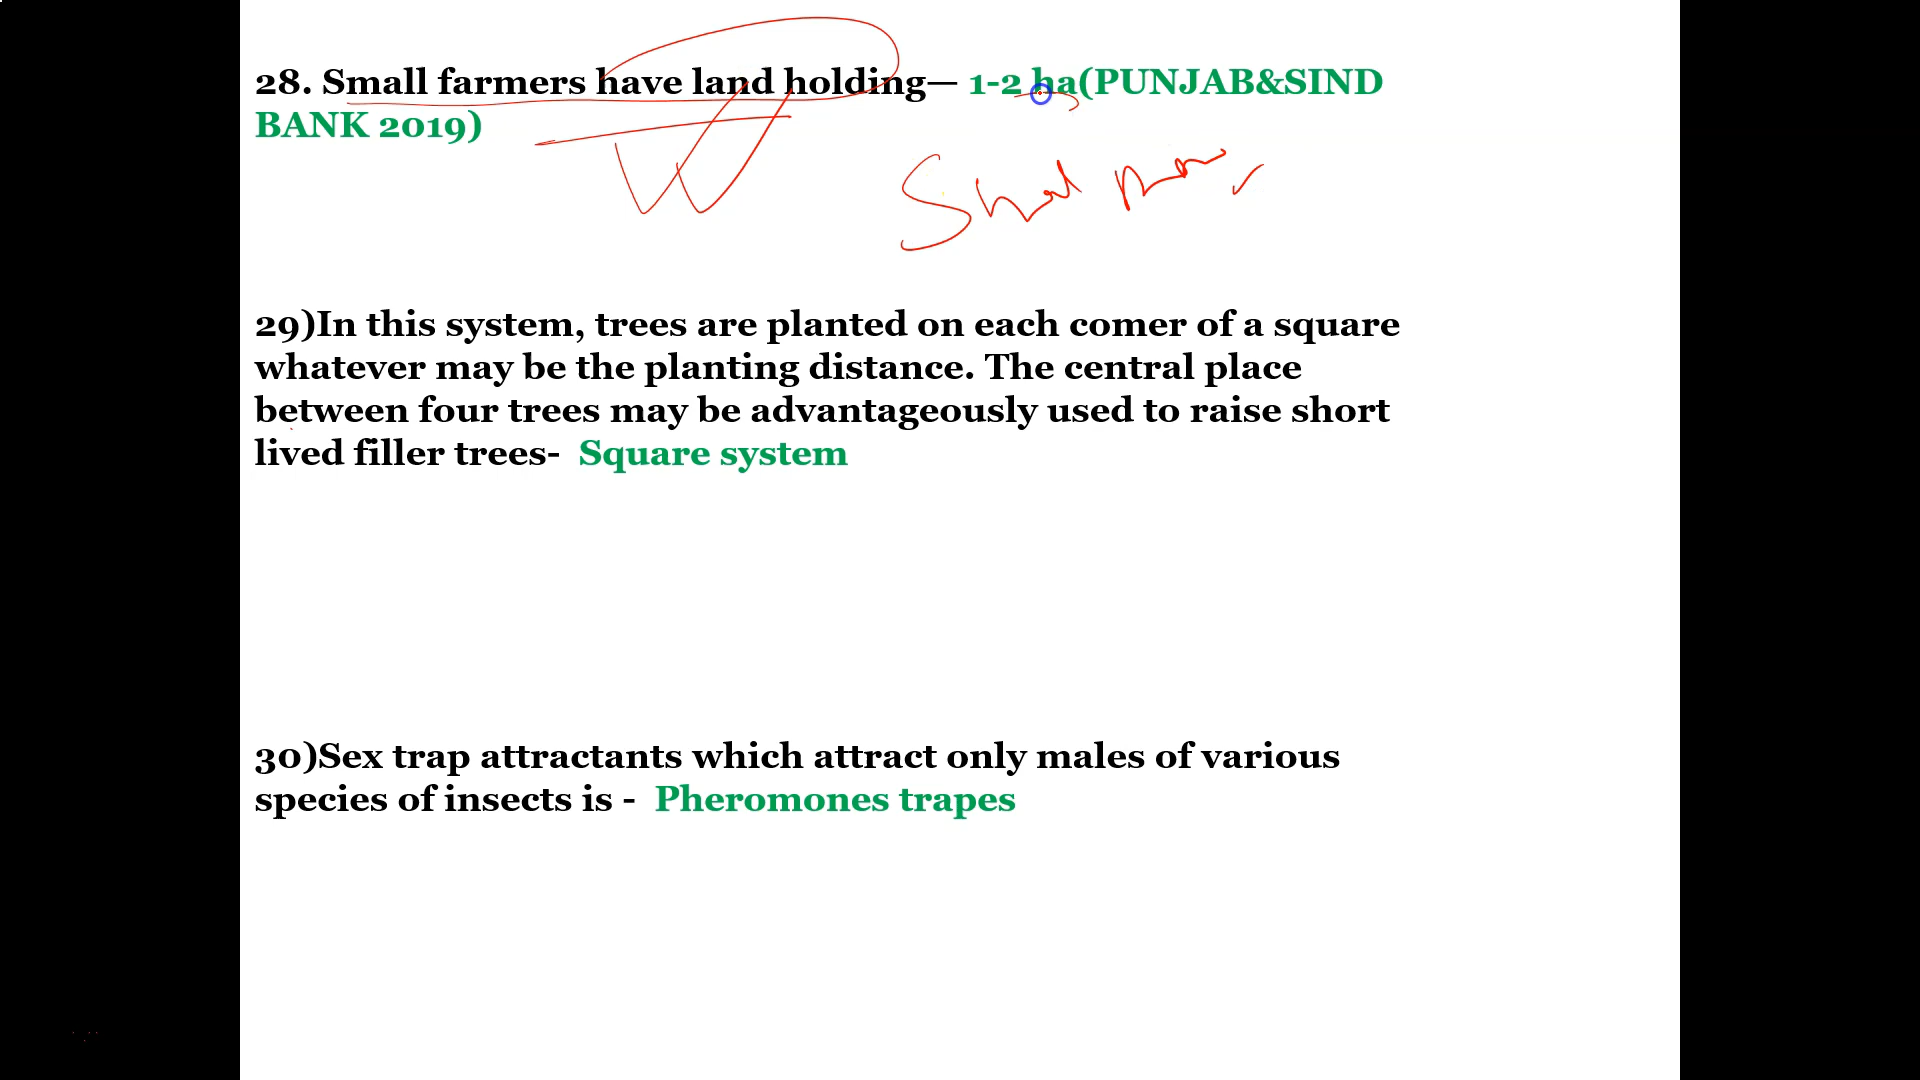 28. Small farmers have land holding— 1-2 ha(PUNJAB&SIND
BANK 2019)
29)In this system, trees are planted on each comer of a square
whatever may be the planting distance. The central place
between four trees may be advantageously used to raise short
lived filler trees- Square system
30)Sex trap attractants which attract only males of various
species of insects is - Pheromones trapes